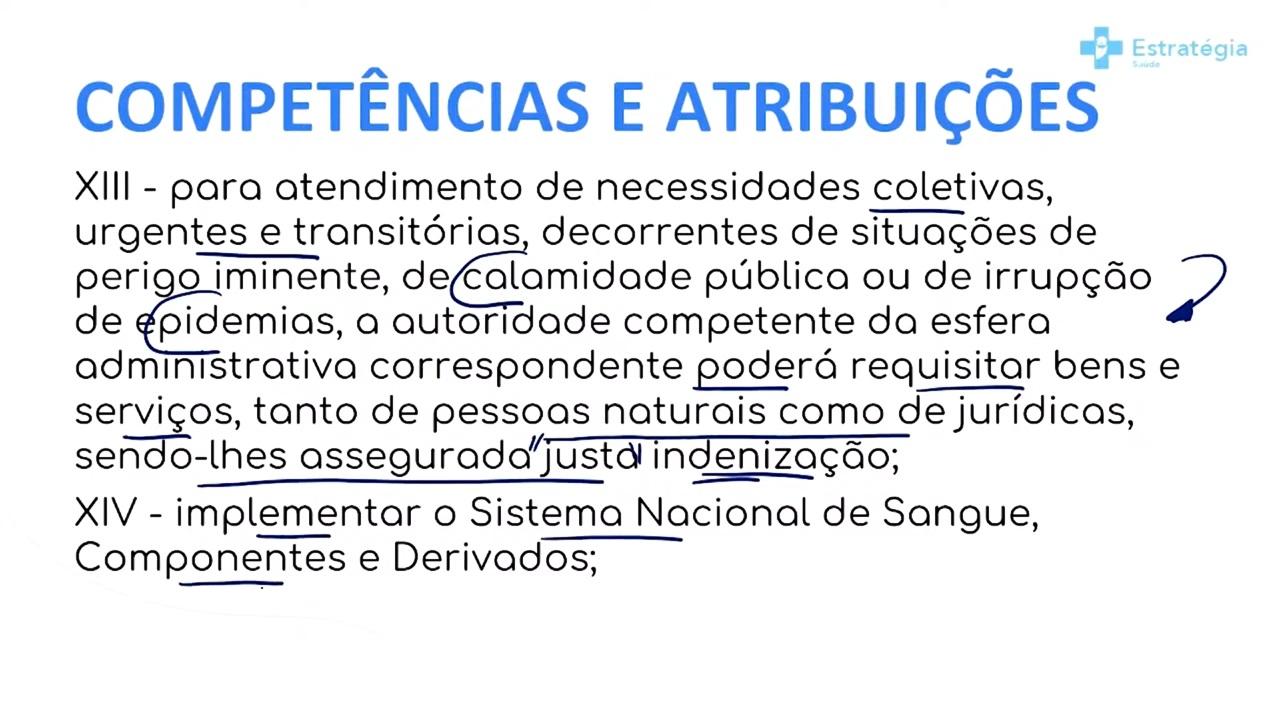 Estratégia
Saúde
COMPETÊNCIAS E ATRIBUIÇÕES
XIII - para atendimento de necessidades coletivas,
urgentes e transitórias, decorrentes de situações de
perigo iminente, de calamidade pública ou de irrupção
de epidemias, a autoridade competente da esfera
administrativa correspondente poderá requisitar bens e
serviços, tanto de pessoas naturais como de jurídicas,
sendo-lhes assegurada "justa" indenização;
XIV - implementar o Sistema Nacional de Sangue,
Componentes e Derivados;